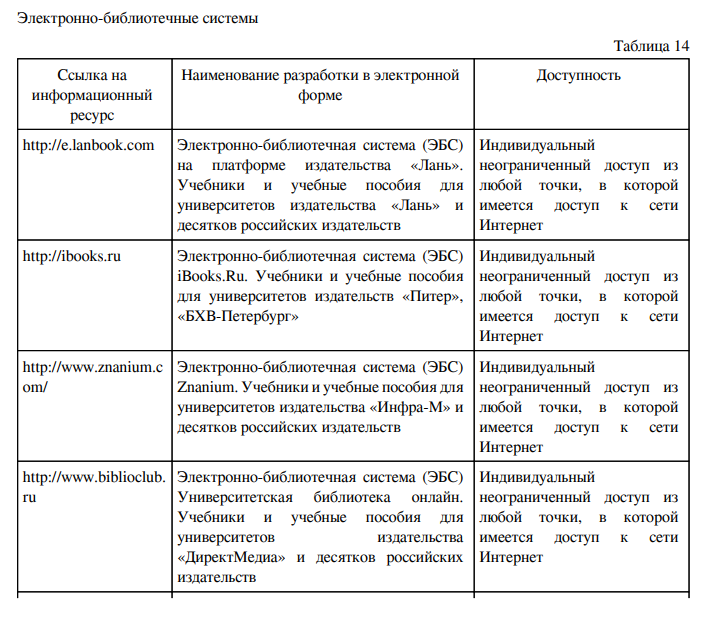 Электронно-библиотечные системы
Таблица 14
Ссылка на
информационный
ресурс
Наименование разработки в электронной
форме
Доступность
http://e.lanbook.com
Электронно-библиотечная система (ЭБС)
на платформе издательства «Лань».
Учебники и учебные пособия для
университетов издательства «Лань» и
десятков российских издательств
Индивидуальный
неограниченный доступ из
любой точки, в которой
имеется доступ к сети
Интернет
http://ibooks.ru
Электронно-библиотечная система (ЭБС)
iBooks.Ru. Учебники и учебные пособия
для университетов издательств «Питер»,
«БХВ-Петербург»
Индивидуальный
неограниченный доступ из
любой точки, в которой
имеется доступ к сети
Интернет
http://www.znanium.c
om/
Электронно-библиотечная система (ЭБС)
Znanium. Учебники и учебные пособия для
университетов издательства «Инфра-М» и
десятков российских издательств
Индивидуальный
неограниченный доступ из
любой точки, в которой
имеется доступ к сети
Интернет
http://www.biblioclub.
ru
Электронно-библиотечная система (ЭБС)
Университетская библиотека онлайн.
Учебники и учебные пособия для
университетов издательства
«ДиректМедиа» и десятков российских
издательств
Индивидуальный
неограниченный доступ из
любой точки, в которой
имеется доступ к сети
Интернет